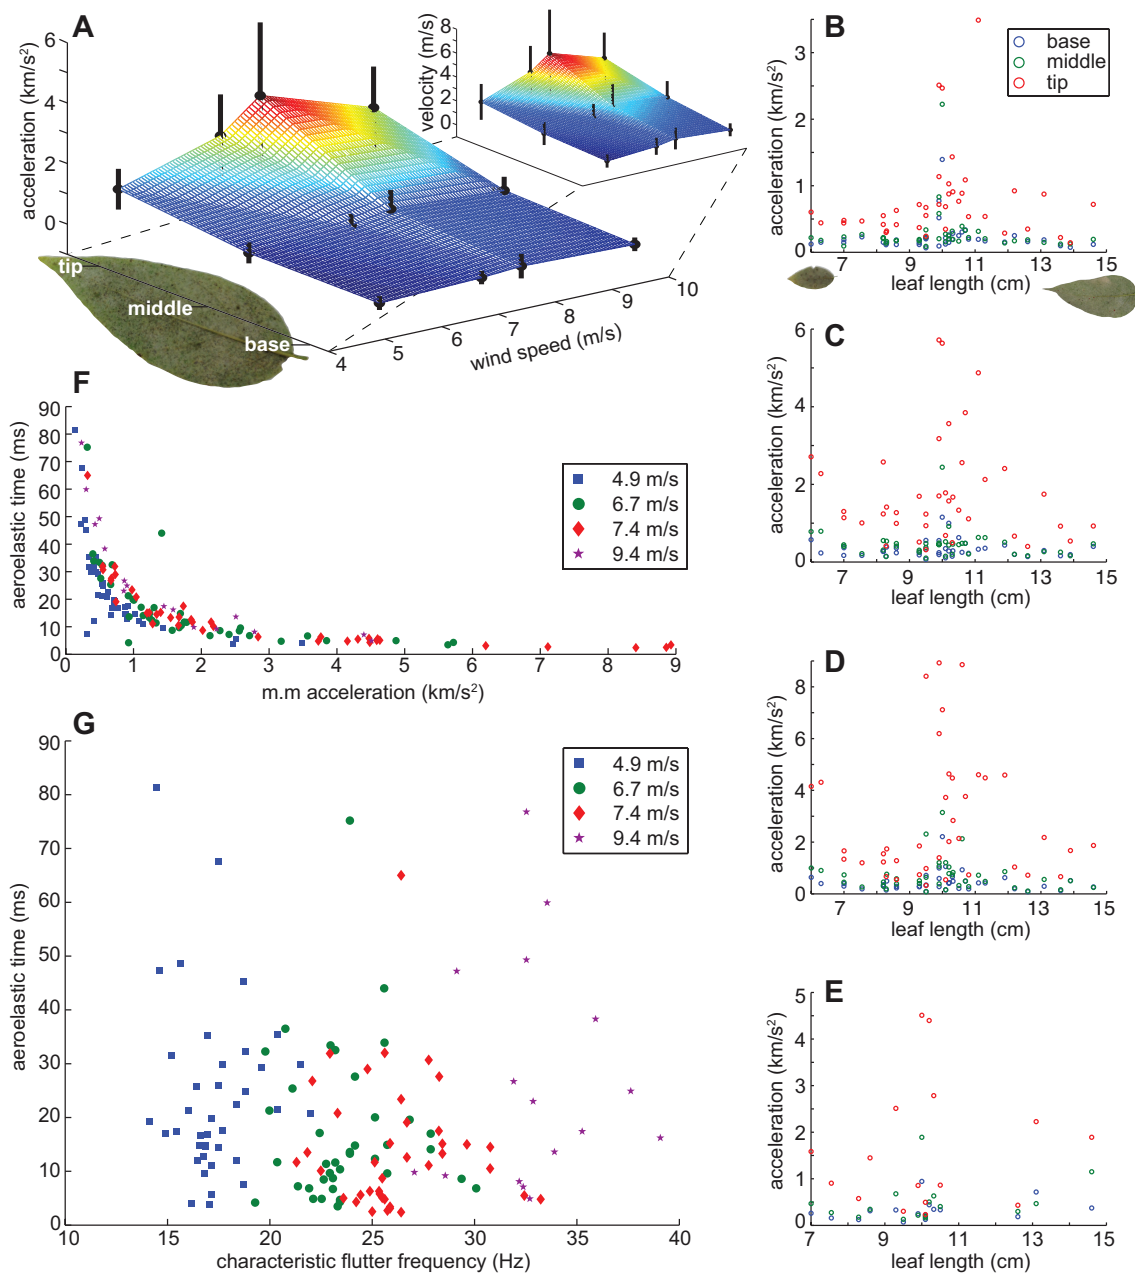 A
acceleration (km/s²)
6
5
4
3
2
1
0
velocity (m/s)
8
6
4
2
0
tip
middle
base
4
5
6
7
8
9
10
wind speed (m/s)
B
base
middle
tip
acceleration (km/s²)
3
2
1
0
7 9 11 13 15
leaf length (cm)
C
acceleration (km/s²)
6
4
2
0
7 9 11 13 15
leaf length (cm)
D
acceleration (km/s²)
8
6
4
2
0
7 9 11 13 15
leaf length (cm)
E
acceleration (km/s²)
5
4
3
2
1
0
7 8 9 10 11 12 13 14 15
leaf length (cm)
F
aeroelastic time (ms)
90
80
70
60
50
40
30
20
10
0
0 1 2 3 4 5 6 7 8 9
m.m acceleration (km/s²)
4.9 m/s
6.7 m/s
7.4 m/s
9.4 m/s
G
aeroelastic time (ms)
90
80
70
60
50
40
30
20
10
0
10 15 20 25 30 35 40
characteristic flutter frequency (Hz)
4.9 m/s
6.7 m/s
7.4 m/s
9.4 m/s